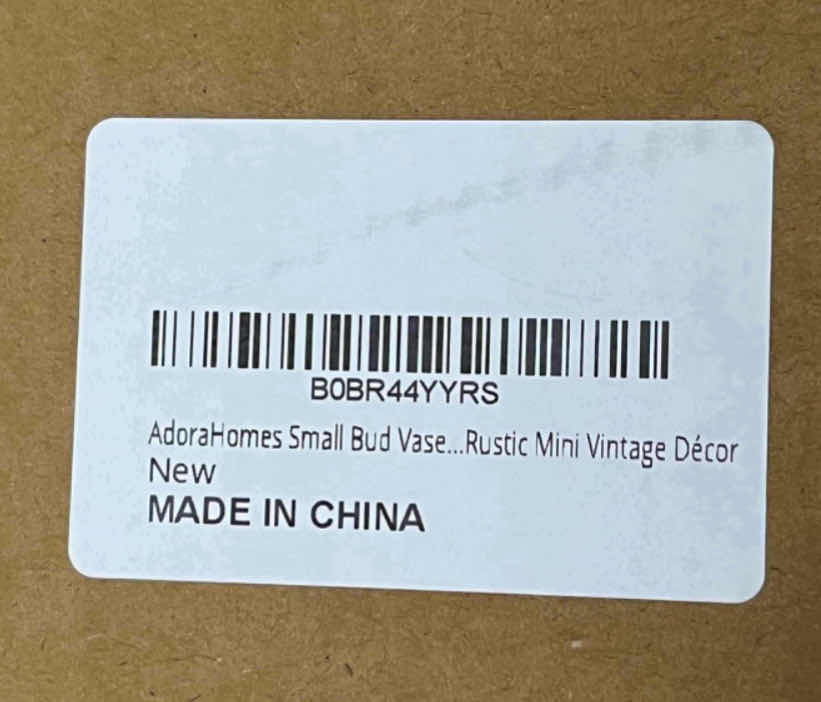 B0BR44YYRS
AdoraHomes Small Bud Vase...Rustic Mini Vintage Décor
New
MADE IN CHINA